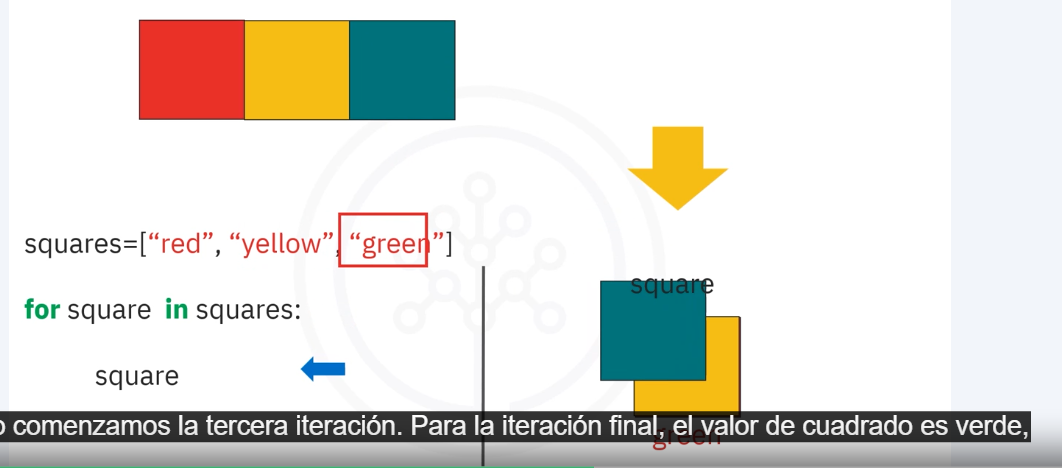 squares=[“red”, “yellow”, “green”]
for square in squares:
square
square
comenzamos la tercera iteración. Para la iteración final, el valor de cuadrado es verde,
green